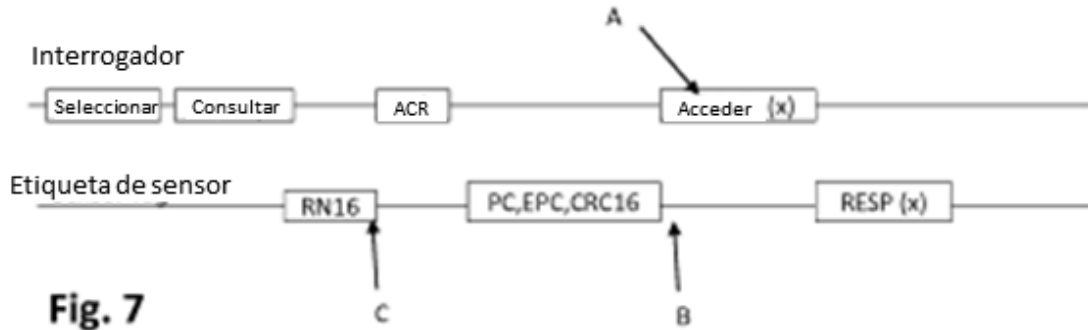 A
Interrogador
Seleccionar Consultar ACR Acceder (x)
Etiqueta de sensor
RN16 PC,EPC,CRC16 RESP (x)
Fig. 7 C B